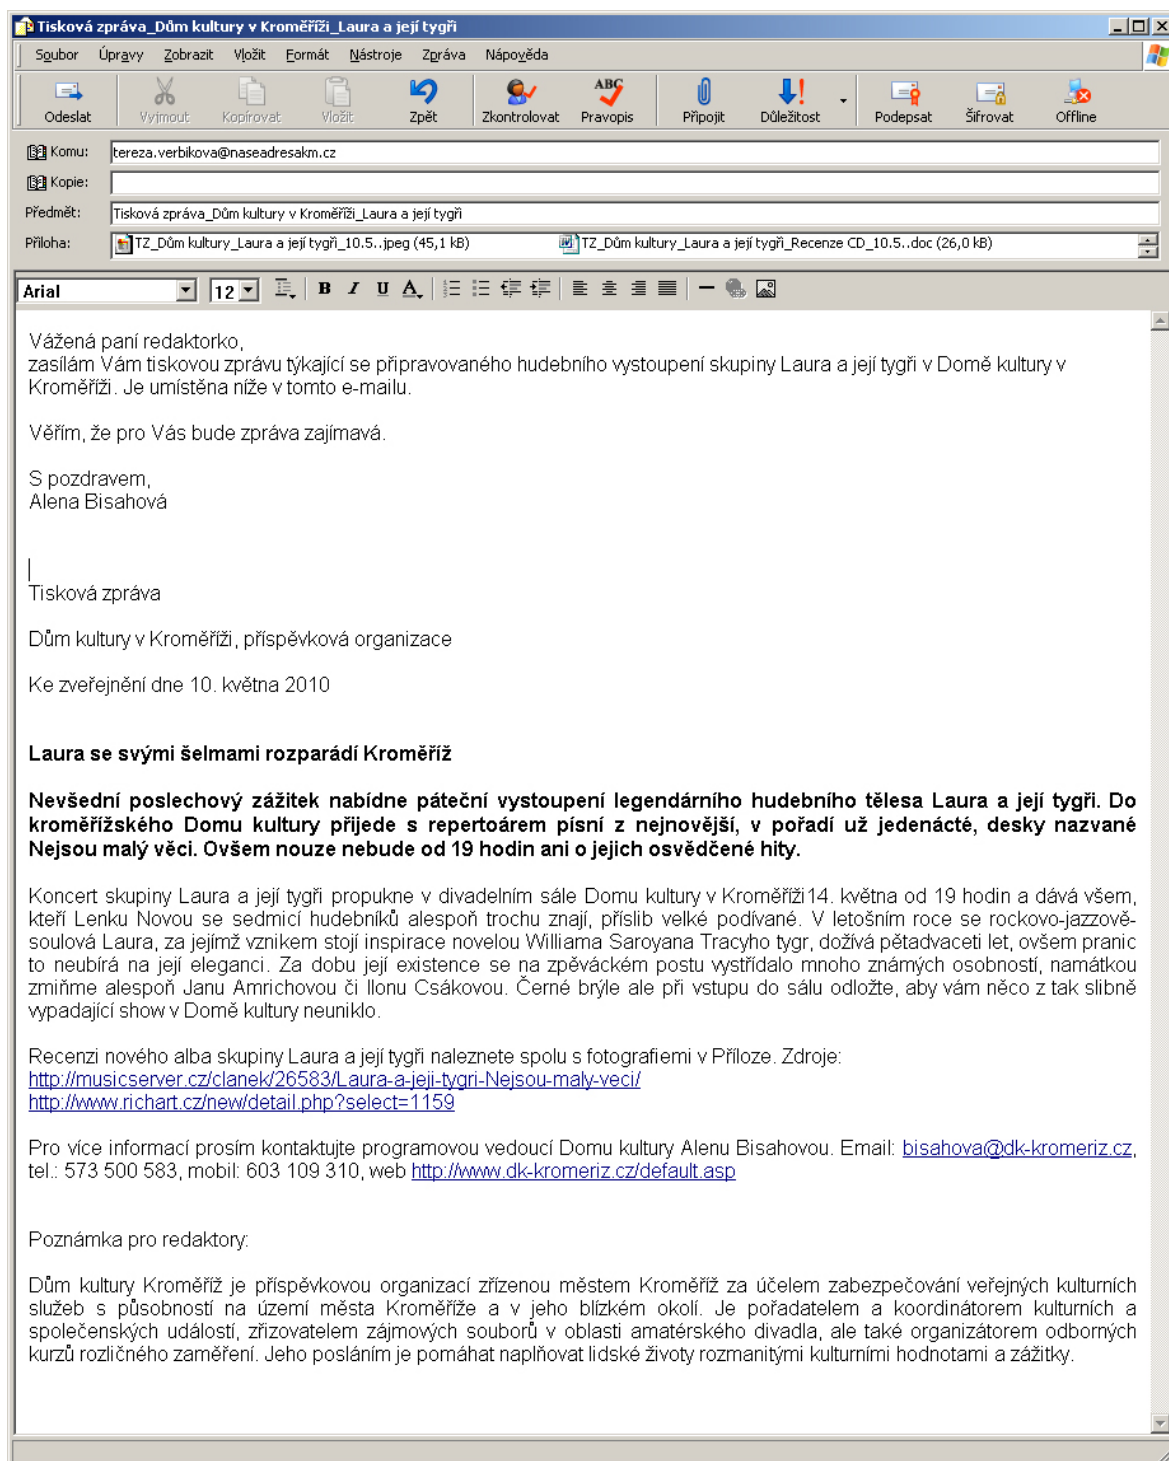 Tisková zpráva_Dům kultury v Kroměříži_Laura a její tygři
Soubor Úpravy Zobrazit Vložit Formát Nástroje Zpráva Nápověda
Odeslat Vyjmout Kopírovat Vložit Zpět Zkontrolovat Pravopis Připojit Důležitost Podepsat Šifrovat Offline
Komu: tereza.verbikova@naseadresakm.cz
Kopie:
Předmět: Tisková zpráva_Dům kultury v Kroměříži_Laura a její tygři
Příloha: TZ_Dům kultury_Laura a její tygři_10.5..jpeg (45,1 kB) TZ_Dům kultury_Laura a její tygři_Recenze CD_10.5..doc (26,0 kB)
Arial 12 B I U A
Vážená paní redaktorko,
zasílám Vám tiskovou zprávu týkající se připravovaného hudebního vystoupení skupiny Laura a její tygři v Domě kultury v
Kroměříži. Je umístěna níže v tomto e-mailu.
Věřím, že pro Vás bude zpráva zajímavá.
S pozdravem,
Alena Bisahová
Tisková zpráva
Dům kultury v Kroměříži, příspěvková organizace
Ke zveřejnění dne 10. května 2010
Laura se svými šelmami rozparádí Kroměříž
Nevšední poslechový zážitek nabídne páteční vystoupení legendárního hudebního tělesa Laura a její tygři. Do
kroměřížského Domu kultury přijede s repertoárem písní z nejnovější, v pořadí už jedenácté, desky nazvané
Nejsou malý věci. Ovšem nouze nebude od 19 hodin ani o jejich osvědčené hity.
Koncert skupiny Laura a její tygři propukne v divadelním sále Domu kultury v Kroměříži14. května od 19 hodin a dává všem,
kteří Lenku Novou se sedmicí hudebníků alespoň trochu znají, příslib velké podívané. V letošním roce se rockovo-jazzově-
soulová Laura, za jejímž vznikem stojí inspirace novelou Williama Saroyana Tracyho tygr, dožívá pětadvaceti let, ovšem pranic
to neubírá na její eleganci. Za dobu její existence se na zpěváckém postu vystřídalo mnoho známých osobností, namátkou
zmiňme alespoň Janu Amrichovou či Ilonu Csákovou. Černé brýle ale při vstupu do sálu odložte, aby vám něco z tak slibně
vypadající show v Domě kultury neuniklo.
Recenzi nového alba skupiny Laura a její tygři naleznete spolu s fotografiemi v Příloze. Zdroje:
http://musicserver.cz/clanek/26583/Laura-a-jeji-tygri-Nejsou-maly-veci/
http://www.richart.cz/new/detail.php?select=1159
Pro více informací prosím kontaktujte programovou vedoucí Domu kultury Alenu Bisahovou. Email: bisahova@dk-kromeriz.cz,
tel.: 573 500 583, mobil: 603 109 310, web http://www.dk-kromeriz.cz/default.asp
Poznámka pro redaktory:
Dům kultury Kroměříž je příspěvkovou organizací zřízenou městem Kroměříž za účelem zabezpečování veřejných kulturních
služeb s působností na území města Kroměříže a v jeho blízkém okolí. Je pořadatelem a koordinátorem kulturních a
společenských událostí, zřizovatelem zájmových souborů v oblasti amatérského divadla, ale také organizátorem odborných
kurzů rozličného zaměření. Jeho posláním je pomáhat naplňovat lidské životy rozmanitými kulturními hodnotami a zážitky.